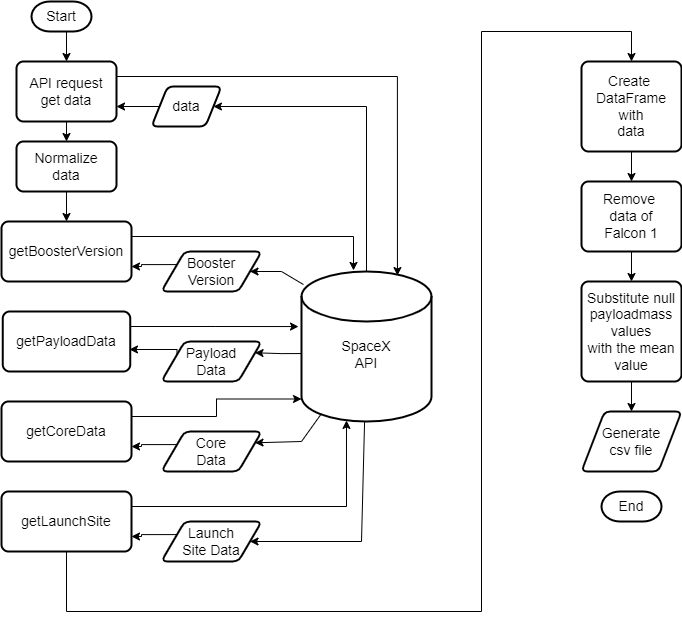 Start
API request
get data
data
Normalize
data
getBoosterVersion
Booster
Version
getPayloadData
Payload
Data
getCoreData
Core
Data
getLaunchSite
Launch
Site Data
SpaceX
API
Create
DataFrame
with
data
Remove
data of
Falcon 1
Substitute null
payloadmass
values
with the mean
value
Generate
csv file
End